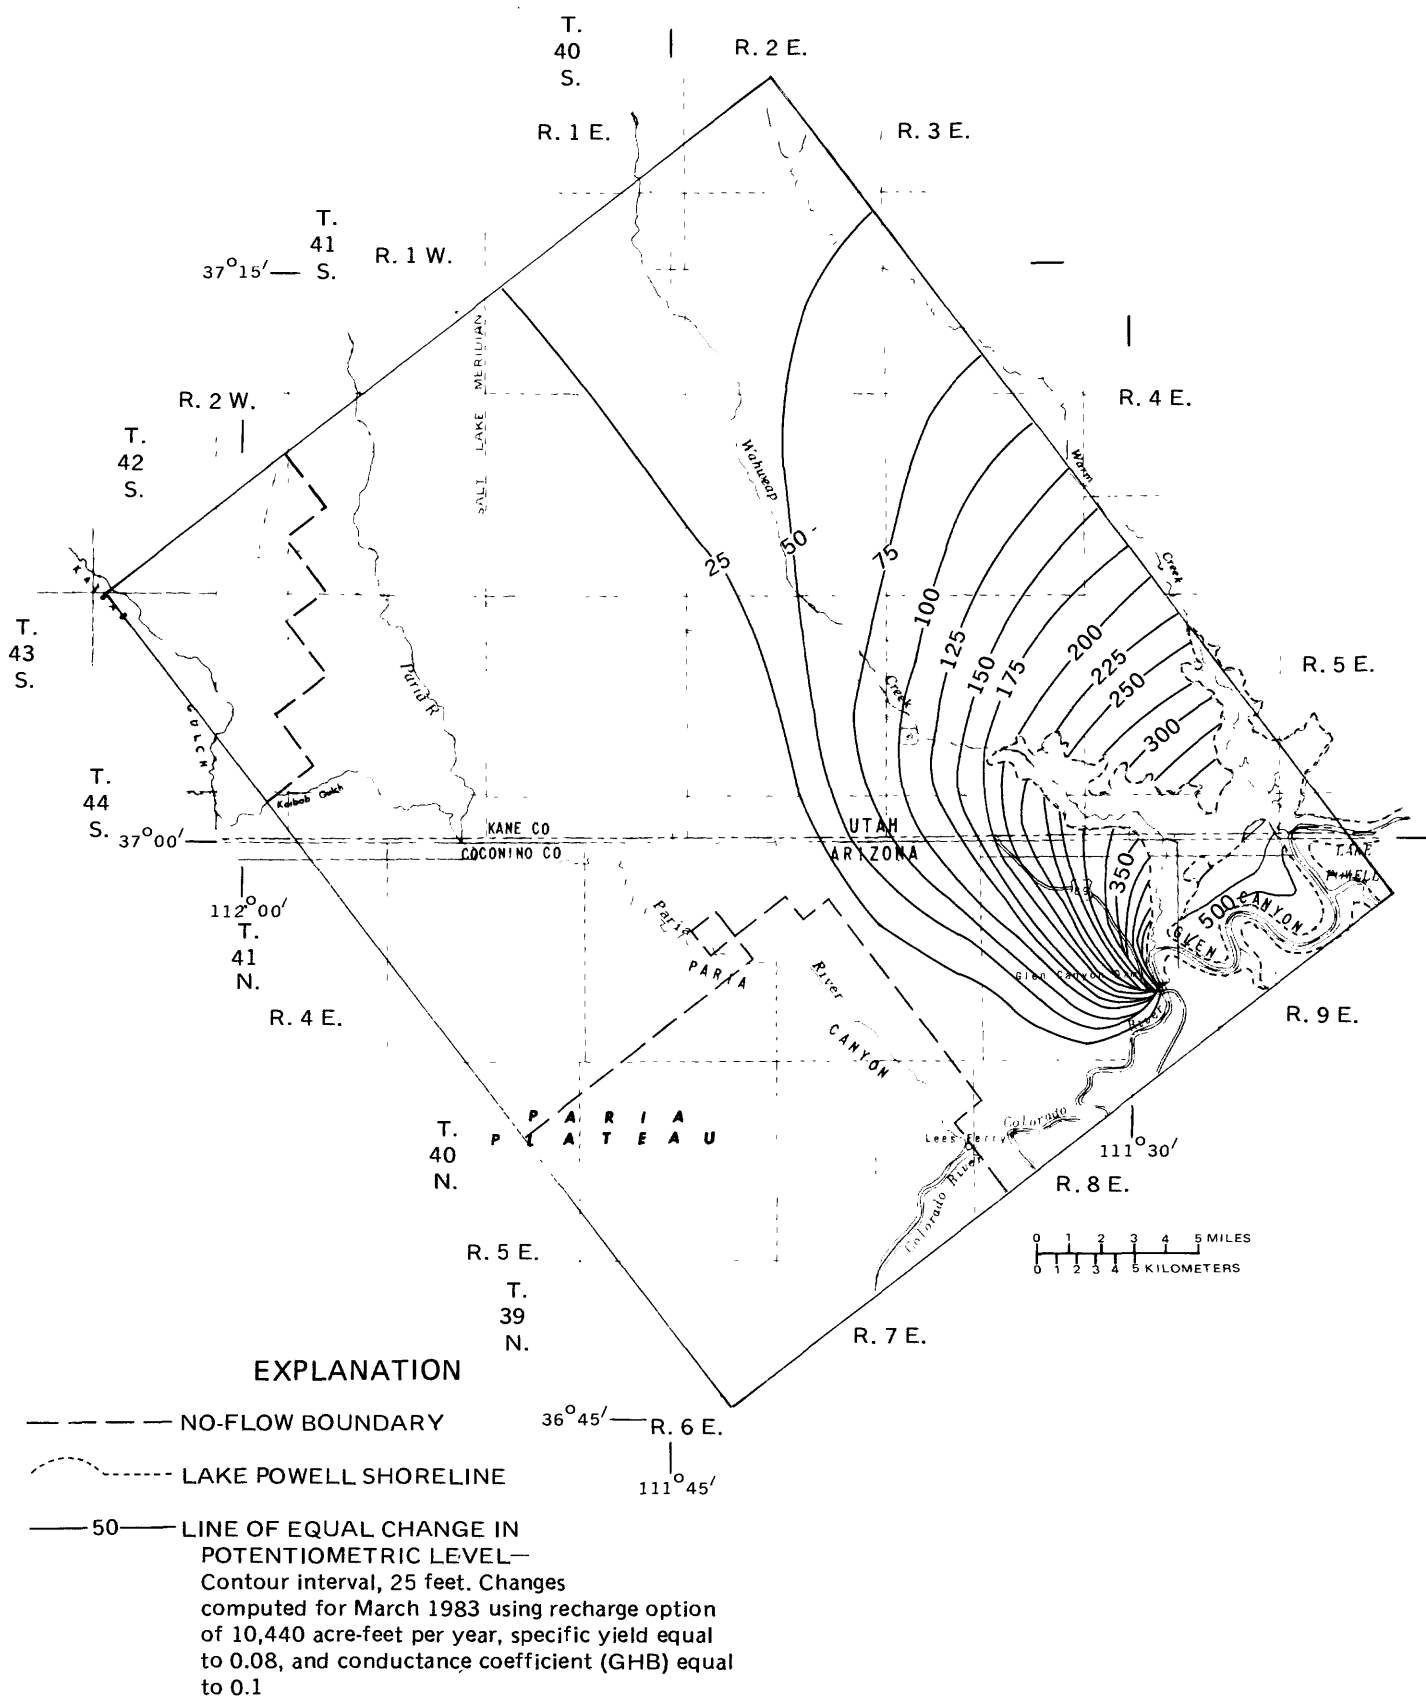 T.
40
S.
R. 2 E.
R. 1 E.
R. 3 E.
T.
41
S.
R. 1 W.
37°15′
SALT LAKE MERIDIAN
R. 2 W.
R. 4 E.
T.
42
S.
Wahweap
Warm
25
50
75
Creek
100
125
150
175
200
225
250
300
T.
43
S.
R. 5 E.
Paria R
Creek
GULCH
T.
44
S.
Kaibab Gulch
37°00′
KANE CO
COCONINO CO
UTAH
ARIZONA
LAKE
POWELL
350
89
112°00′
T.
41
N.
Paria
500
CANYON
GLEN
PARIA
River
Glen Canyon Dam
R. 4 E.
River
R. 9 E.
CANYON
PARIA
PLATEAU
Colorado
Lees Ferry
T.
40
N.
111°30′
R. 8 E.
Colorado River
0 1 2 3 4 5 MILES
0 1 2 3 4 5 KILOMETERS
R. 5 E.
T.
39
N.
R. 7 E.
EXPLANATION
NO-FLOW BOUNDARY
36°45′
R. 6 E.
LAKE POWELL SHORELINE
111°45′
50
LINE OF EQUAL CHANGE IN
POTENTIOMETRIC LEVEL—
Contour interval, 25 feet. Changes
computed for March 1983 using recharge option
of 10,440 acre-feet per year, specific yield equal
to 0.08, and conductance coefficient (GHB) equal
to 0.1